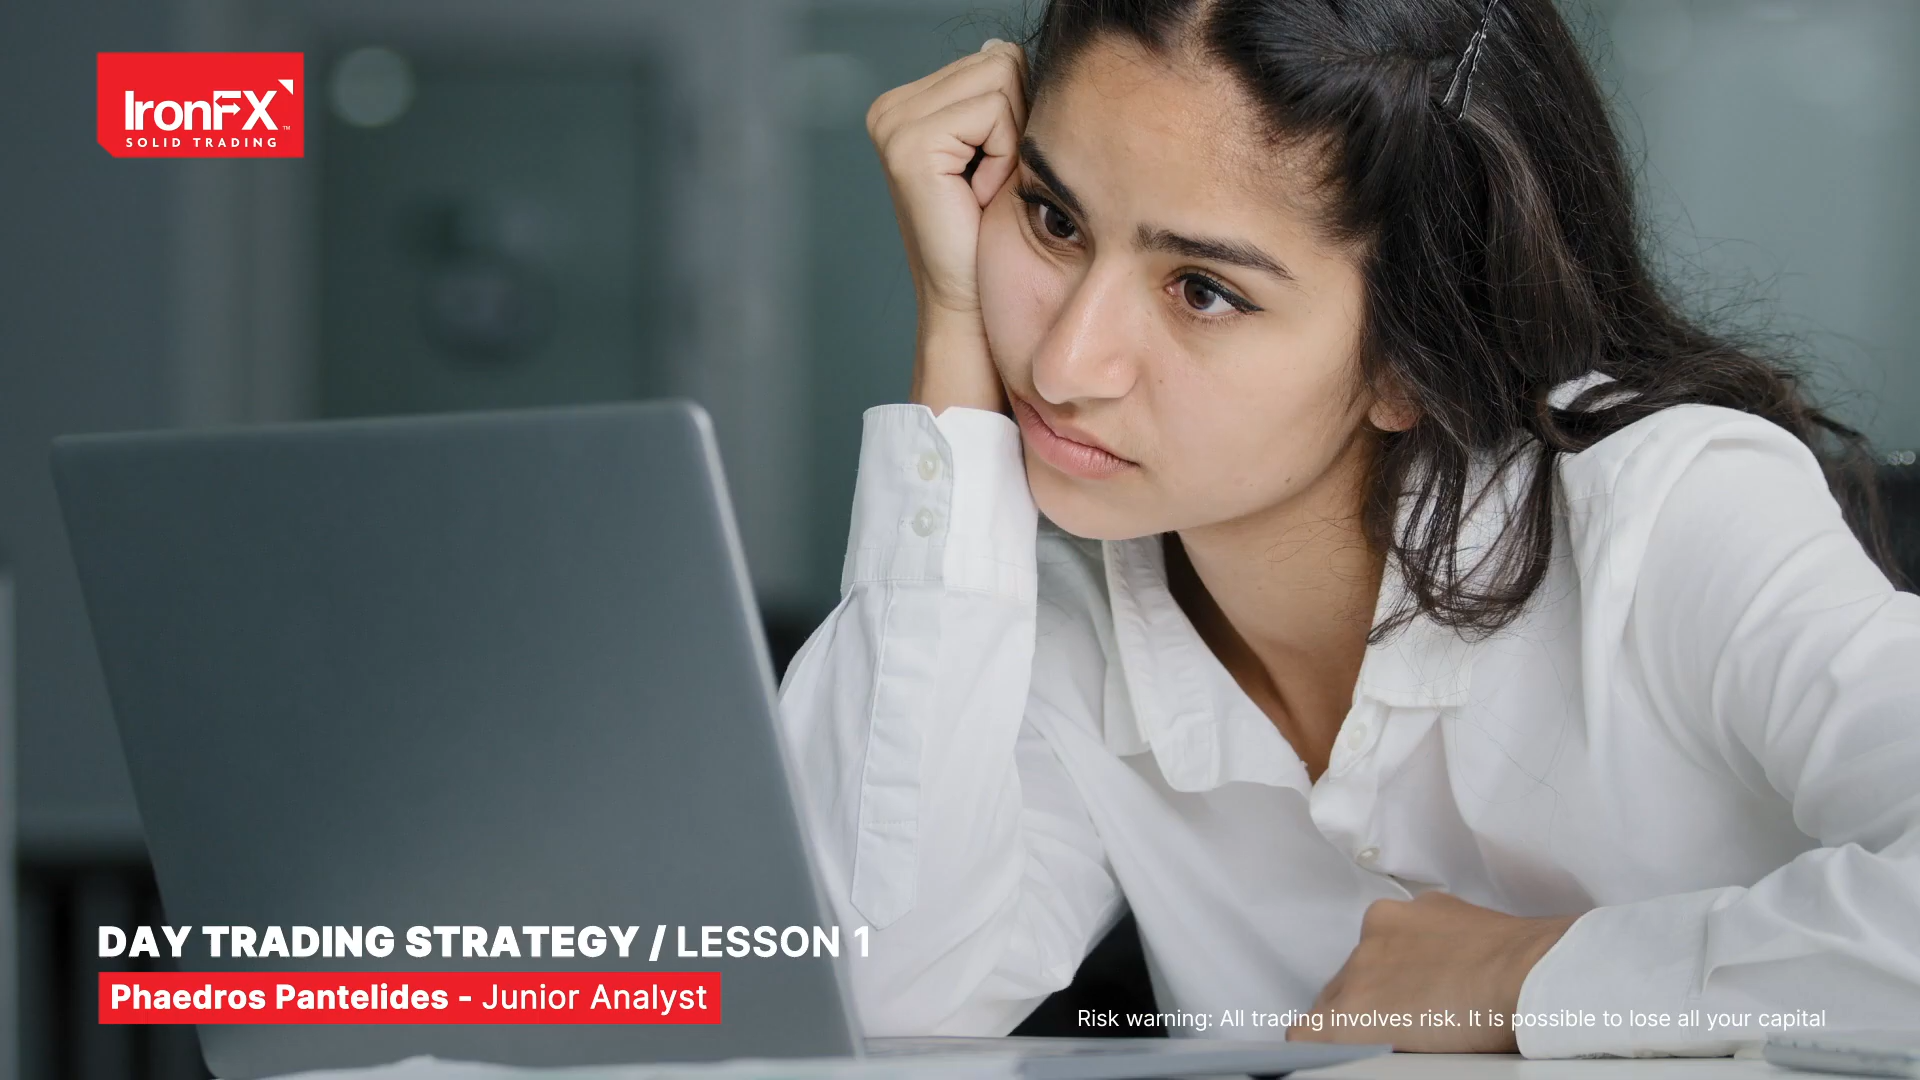 IronFX™
SOLID TRADING
DAY TRADING STRATEGY / LESSON 1
Phaedros Pantelides - Junior Analyst
Risk warning: All trading involves risk. It is possible to lose all your capital